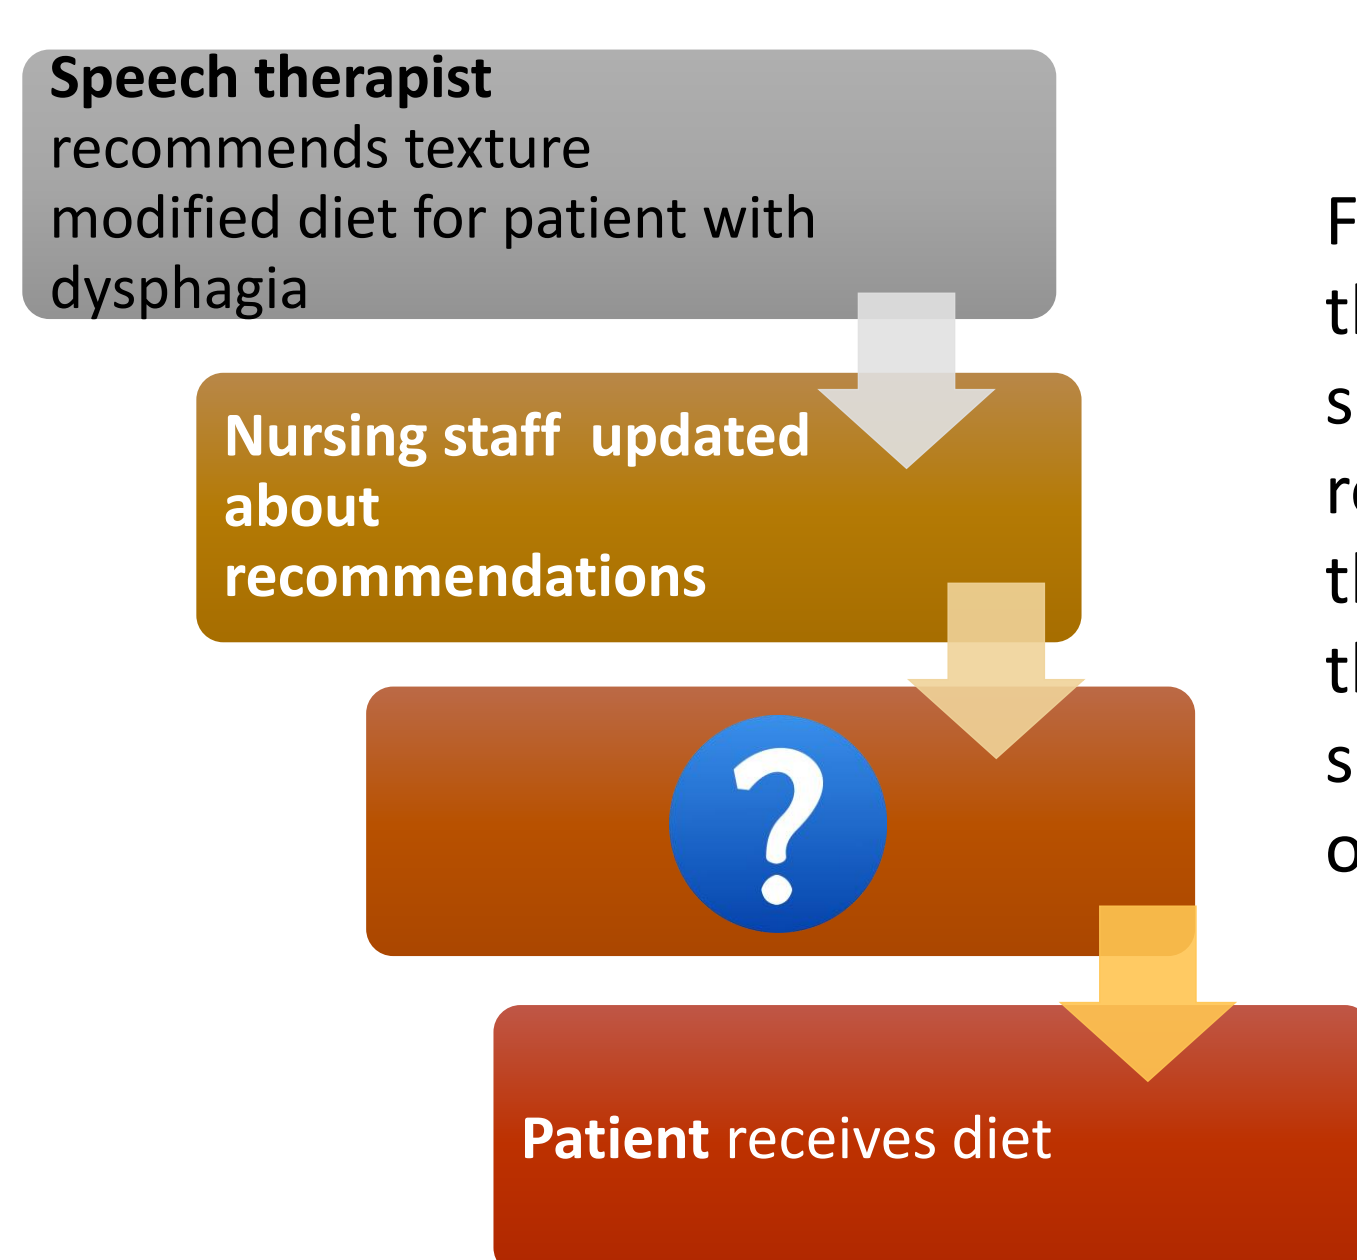 Speech therapist
recommends texture
modified diet for patient with
dysphagia
Nursing staff  updated
about
recommendations
?
Patient receives diet